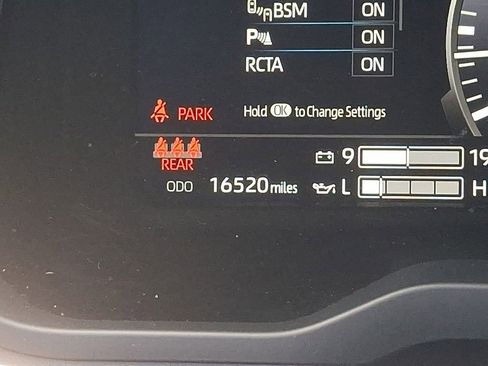 BSM ON
P ON
RCTA ON
PARK Hold OK to Change Settings
REAR 9 19
ODO 16520 miles L H